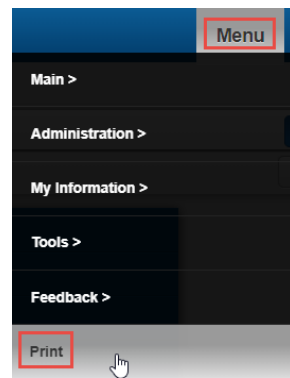 Menu
Main >
Administration >
My Information >
Tools >
Feedback >
Print